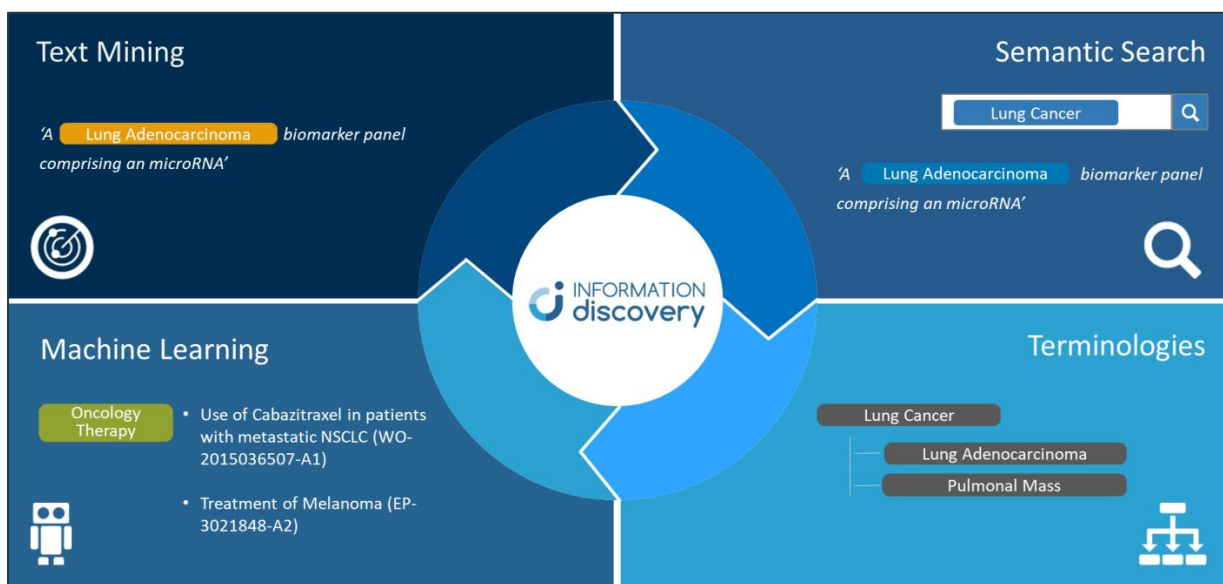 Text Mining
'A Lung Adenocarcinoma biomarker panel
comprising an microRNA'
Semantic Search
Lung Cancer
'A Lung Adenocarcinoma biomarker panel
comprising an microRNA'
INFORMATION
discovery
Machine Learning
Oncology
Therapy
• Use of Cabazitraxel in patients
with metastatic NSCLC (WO-
2015036507-A1)
• Treatment of Melanoma (EP-
3021848-A2)
Terminologies
Lung Cancer
Lung Adenocarcinoma
Pulmonal Mass